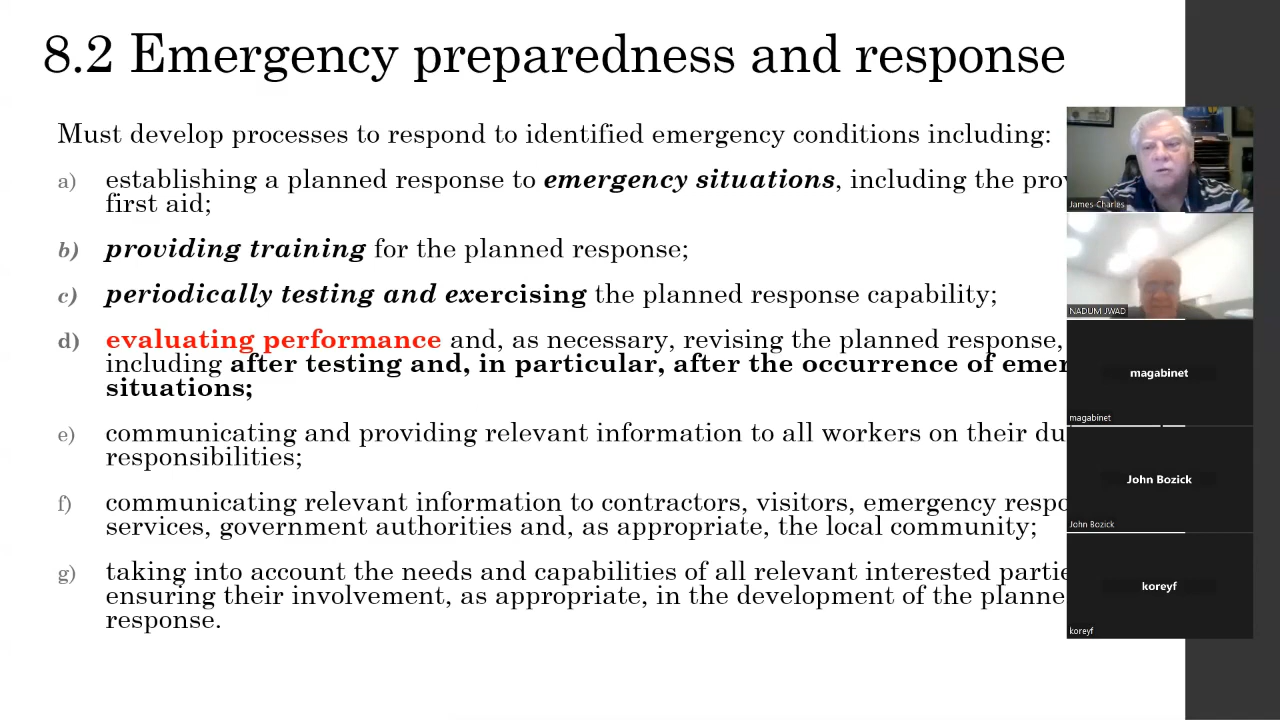 8.2 Emergency preparedness and response
Must develop processes to respond to identified emergency conditions including:
a) establishing a planned response to emergency situations, including the
first aid;
b) providing training for the planned response;
c) periodically testing and exercising the planned response capability;
d) evaluating performance and, as necessary, revising the planned response,
including after testing and, in particular, after the occurrence of
situations;
e) communicating and providing relevant information to all workers on their
responsibilities;
f) communicating relevant information to contractors, visitors, emergency
services, government authorities and, as appropriate, the local community;
g) taking into account the needs and capabilities of all relevant interested
ensuring their involvement, as appropriate, in the development of the
response.
James Charles
NADUM JWAD
magabinet
magabinet
John Bozick
John Bozick
koreyf
koreyf